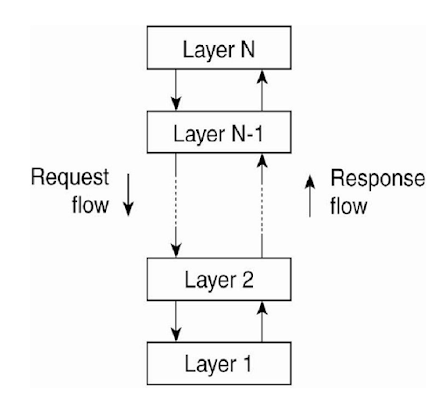 Layer N
Layer N-1
Request
flow
Response
flow
Layer 2
Layer 1